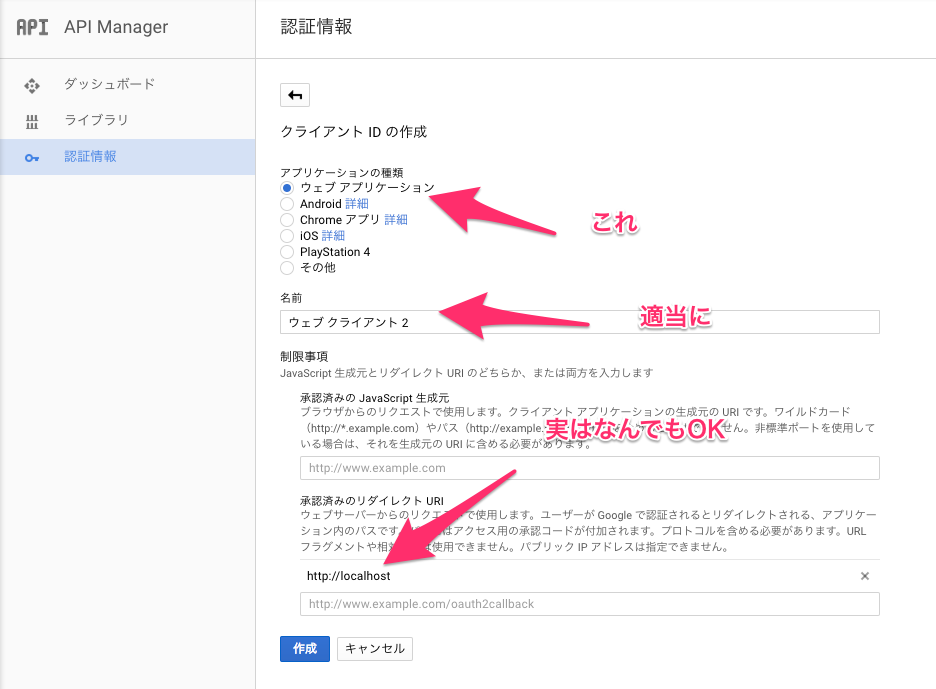 API API Manager
認証情報
ダッシュボード
ライブラリ
認証情報
クライアント ID の作成
アプリケーションの種類
ウェブ アプリケーション
Android 詳細
Chrome アプリ 詳細
iOS 詳細
PlayStation 4
その他
これ
名前
ウェブ クライアント 2
適当に
制限事項
JavaScript 生成元とリダイレクト URI のどちらか、または両方を入力します
承認済みの JavaScript 生成元
ブラウザからのリクエストで使用します。クライアント アプリケーションの生成元の URI です。ワイルドカード
(http://*.example.com)やパス(http://example. ません。非標準ポートを使用して
いる場合は、それを生成元の URI に含める必要があります。
実はなんでもOK
http://www.example.com
承認済みのリダイレクト URI
ウェブサーバーからのリクエストで使用します。ユーザーが Google で認証されるとリダイレクトされる、アプリケー
ション内のパスです。 はアクセス用の承認コードが付加されます。プロトコルを含める必要があります。URL
フラグメントや相対 は使用できません。パブリック IP アドレスは指定できません。
http://localhost
http://www.example.com/oauth2callback
作成 キャンセル